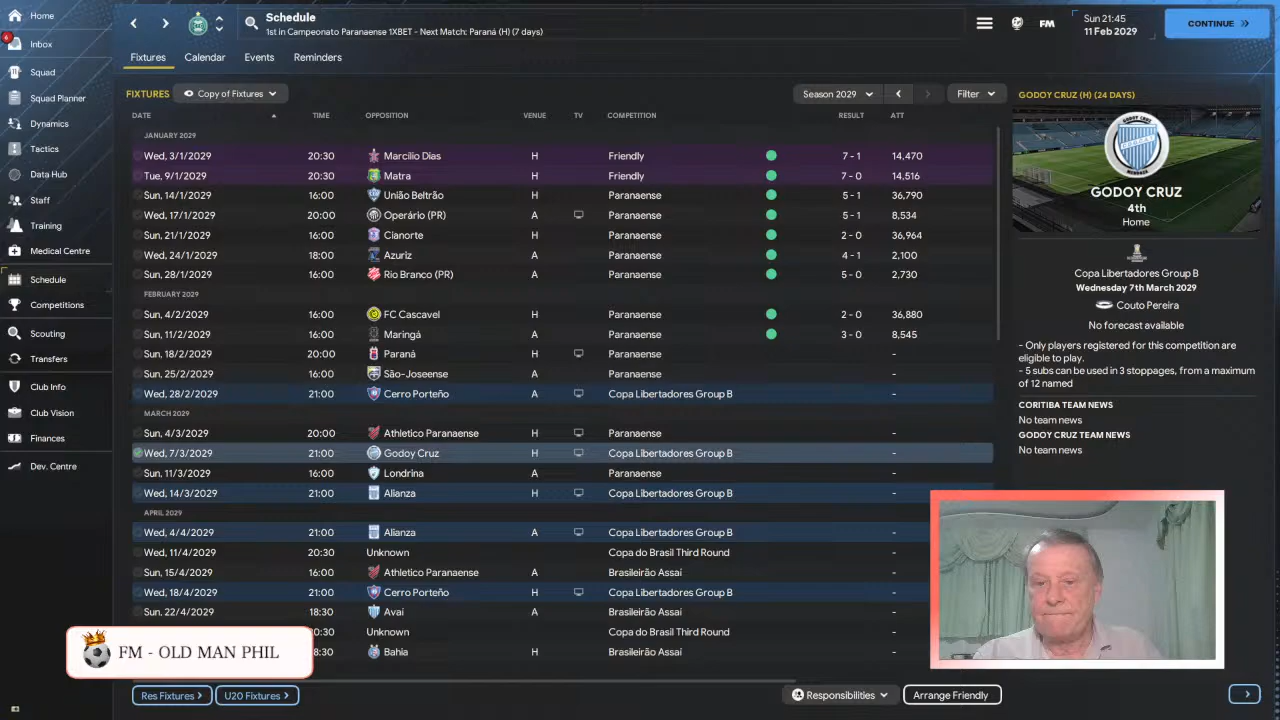 Home
6
Inbox
Squad
Squad Planner
Dynamics
Tactics
Data Hub
Staff
Training
Medical Centre
Schedule
Competitions
Scouting
Transfers
Club Info
Club Vision
Finances
Dev. Centre
Schedule
1st in Campeonato Paranaense 1XBET - Next Match: Paraná (H) (7 days)
FM
Sun 21:45
11 Feb 2029
CONTINUE
Fixtures Calendar Events Reminders
FIXTURES Copy of Fixtures Season 2029 Filter
DATE TIME OPPOSITION VENUE TV COMPETITION RESULT ATT
JANUARY 2029
Wed, 3/1/2029 20:30 Marcílio Dias H Friendly 7 - 1 14,470
Tue, 9/1/2029 20:30 Matra H Friendly 7 - 0 14,516
Sun, 14/1/2029 16:00 União Beltrão H Paranaense 5 - 1 36,790
Wed, 17/1/2029 20:00 Operário (PR) A Paranaense 5 - 1 8,534
Sun, 21/1/2029 16:00 Cianorte H Paranaense 2 - 0 36,964
Wed, 24/1/2029 18:00 Azuriz A Paranaense 4 - 1 2,100
Sun, 28/1/2029 16:00 Rio Branco (PR) A Paranaense 5 - 0 2,730
FEBRUARY 2029
Sun, 4/2/2029 16:00 FC Cascavel H Paranaense 2 - 0 36,880
Sun, 11/2/2029 16:00 Maringá A Paranaense 3 - 0 8,545
Sun, 18/2/2029 20:00 Paraná H Paranaense -
Sun, 25/2/2029 16:00 São-Joseense A Paranaense -
Wed, 28/2/2029 21:00 Cerro Porteño A Copa Libertadores Group B -
MARCH 2029
Sun, 4/3/2029 20:00 Athletico Paranaense H Paranaense -
Wed, 7/3/2029 21:00 Godoy Cruz H Copa Libertadores Group B -
Sun, 11/3/2029 16:00 Londrina A Paranaense -
Wed, 14/3/2029 21:00 Alianza H Copa Libertadores Group B -
APRIL 2029
Wed, 4/4/2029 21:00 Alianza A Copa Libertadores Group B -
Wed, 11/4/2029 20:30 Unknown Copa do Brasil Third Round -
Sun, 15/4/2029 16:00 Athletico Paranaense A Brasileirão Assaí -
Wed, 18/4/2029 21:00 Cerro Porteño H Copa Libertadores Group B -
Sun, 22/4/2029 18:30 Avaí A Brasileirão Assaí -
0:30 Unknown Copa do Brasil Third Round -
8:30 Bahia H Brasileirão Assaí -
FM - OLD MAN PHIL
Res Fixtures U20 Fixtures Responsibilities Arrange Friendly
GODOY CRUZ (H) (24 DAYS)
GODOY CRUZ
4th
Home
Copa Libertadores Group B
Wednesday 7th March 2029
Couto Pereira
No forecast available
- Only players registered for this competition are
eligible to play.
- 5 subs can be used in 3 stoppages, from a maximum
of 12 named
CORITIBA TEAM NEWS
No team news
GODOY CRUZ TEAM NEWS
No team news